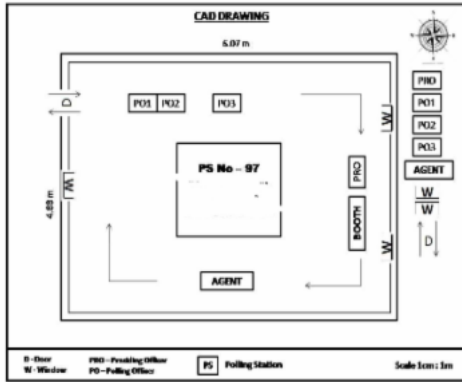 CAD DRAWING
6.07 m
D
PO1 PO2 PO3
W
PS No – 97
W
4.88 m
PRO
BOOTH
W
AGENT
PRO
PO1
PO2
PO3
AGENT
W
W
D
D - Door PRO – Presiding Officer PS Polling Station Scale 1cm : 1m
W - Window PO – Polling Officer